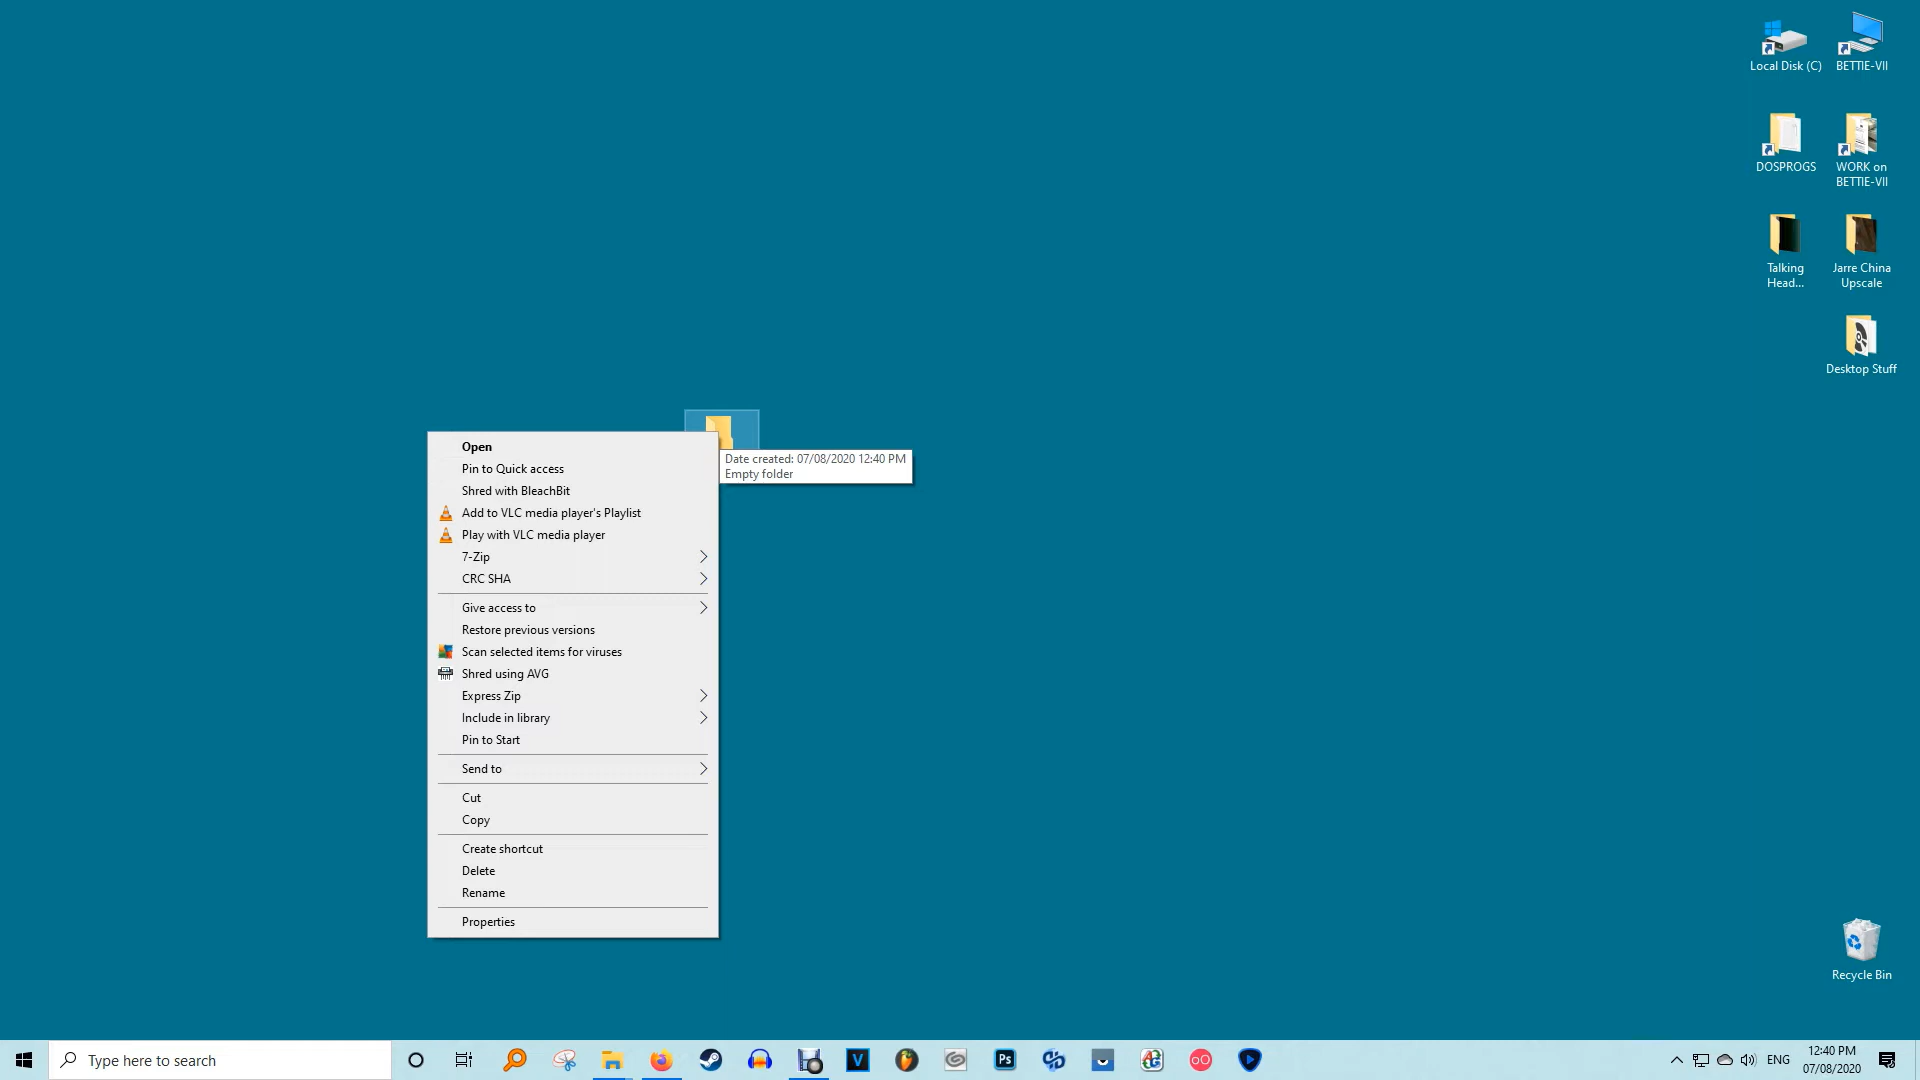 Local Disk (C)
BETTIE-VII
DOSPROGS
WORK on
BETTIE-VII
Talking
Head...
Jarre China
Upscale
Desktop Stuff
Open
Pin to Quick access
Shred with BleachBit
Add to VLC media player's Playlist
Play with VLC media player
7-Zip
CRC SHA
Give access to
Restore previous versions
Scan selected items for viruses
Shred using AVG
Express Zip
Include in library
Pin to Start
Send to
Cut
Copy
Create shortcut
Delete
Rename
Properties
Date created: 07/08/2020 12:40 PM
Empty folder
Recycle Bin
Type here to search
V
Ps
ENG
12:40 PM
07/08/2020